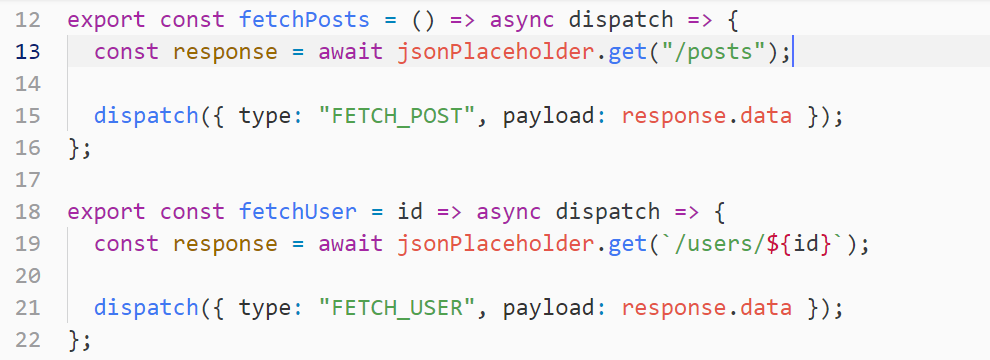 12 export const fetchPosts = () => async dispatch => {
13   const response = await jsonPlaceholder.get("/posts");
14
15   dispatch({ type: "FETCH_POST", payload: response.data });
16 };
17
18 export const fetchUser = id => async dispatch => {
19   const response = await jsonPlaceholder.get(`/users/${id}`);
20
21   dispatch({ type: "FETCH_USER", payload: response.data });
22 };